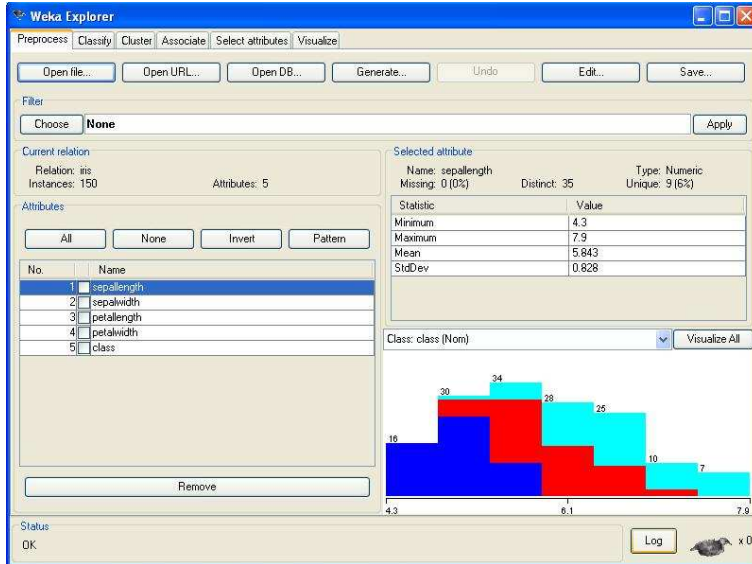 Weka Explorer
Preprocess Classify Cluster Associate Select attributes Visualize
Open file... Open URL... Open DB... Generate... Undo Edit... Save...
Filter
Choose None Apply
Current relation
Relation: iris
Instances: 150 Attributes: 5
Selected attribute
Name: sepallength Type: Numeric
Missing: 0 (0%) Distinct: 35 Unique: 9 (6%)
Statistic Value
Minimum 4.3
Maximum 7.9
Mean 5.843
StdDev 0.828
Attributes
All None Invert Pattern
No. Name
1 sepallength
2 sepalwidth
3 petallength
4 petalwidth
5 class
Remove
Class: class (Nom) Visualize All
16 30 34 28 25 10 7
4.3 6.1 7.9
Status
OK
Log x 0